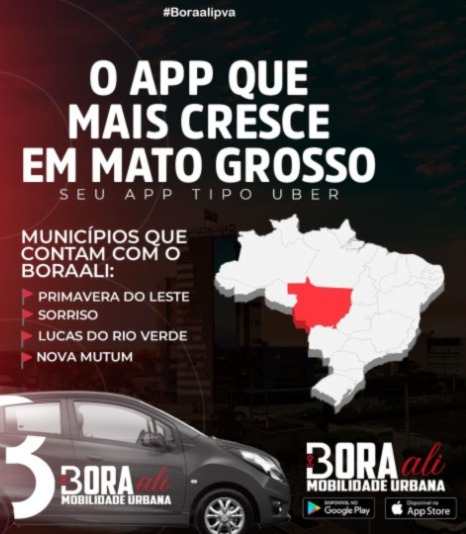 #Boraalipva
O APP QUE
MAIS CRESCE
EM MATO GROSSO
SEU APP TIPO UBER
MUNICÍPIOS QUE
CONTAM COM O
BORAALI:
PRIMAVERA DO LESTE
SORRISO
LUCAS DO RIO VERDE
NOVA MUTUM
BORA ali
MOBILIDADE URBANA
BORA ali
MOBILIDADE URBANA
DISPONÍVEL NO
Google Play
Disponível na
App Store